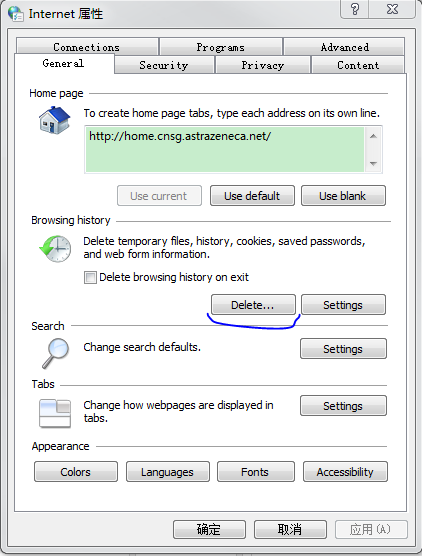 Internet 属性
Connections Programs Advanced
General Security Privacy Content
Home page
To create home page tabs, type each address on its own line.
http://home.cnsg.astrazeneca.net/
Use current Use default Use blank
Browsing history
Delete temporary files, history, cookies, saved passwords,
and web form information.
Delete browsing history on exit
Delete... Settings
Search
Change search defaults. Settings
Tabs
Change how webpages are displayed in
tabs.
Settings
Appearance
Colors Languages Fonts Accessibility
确定 取消 应用(A)